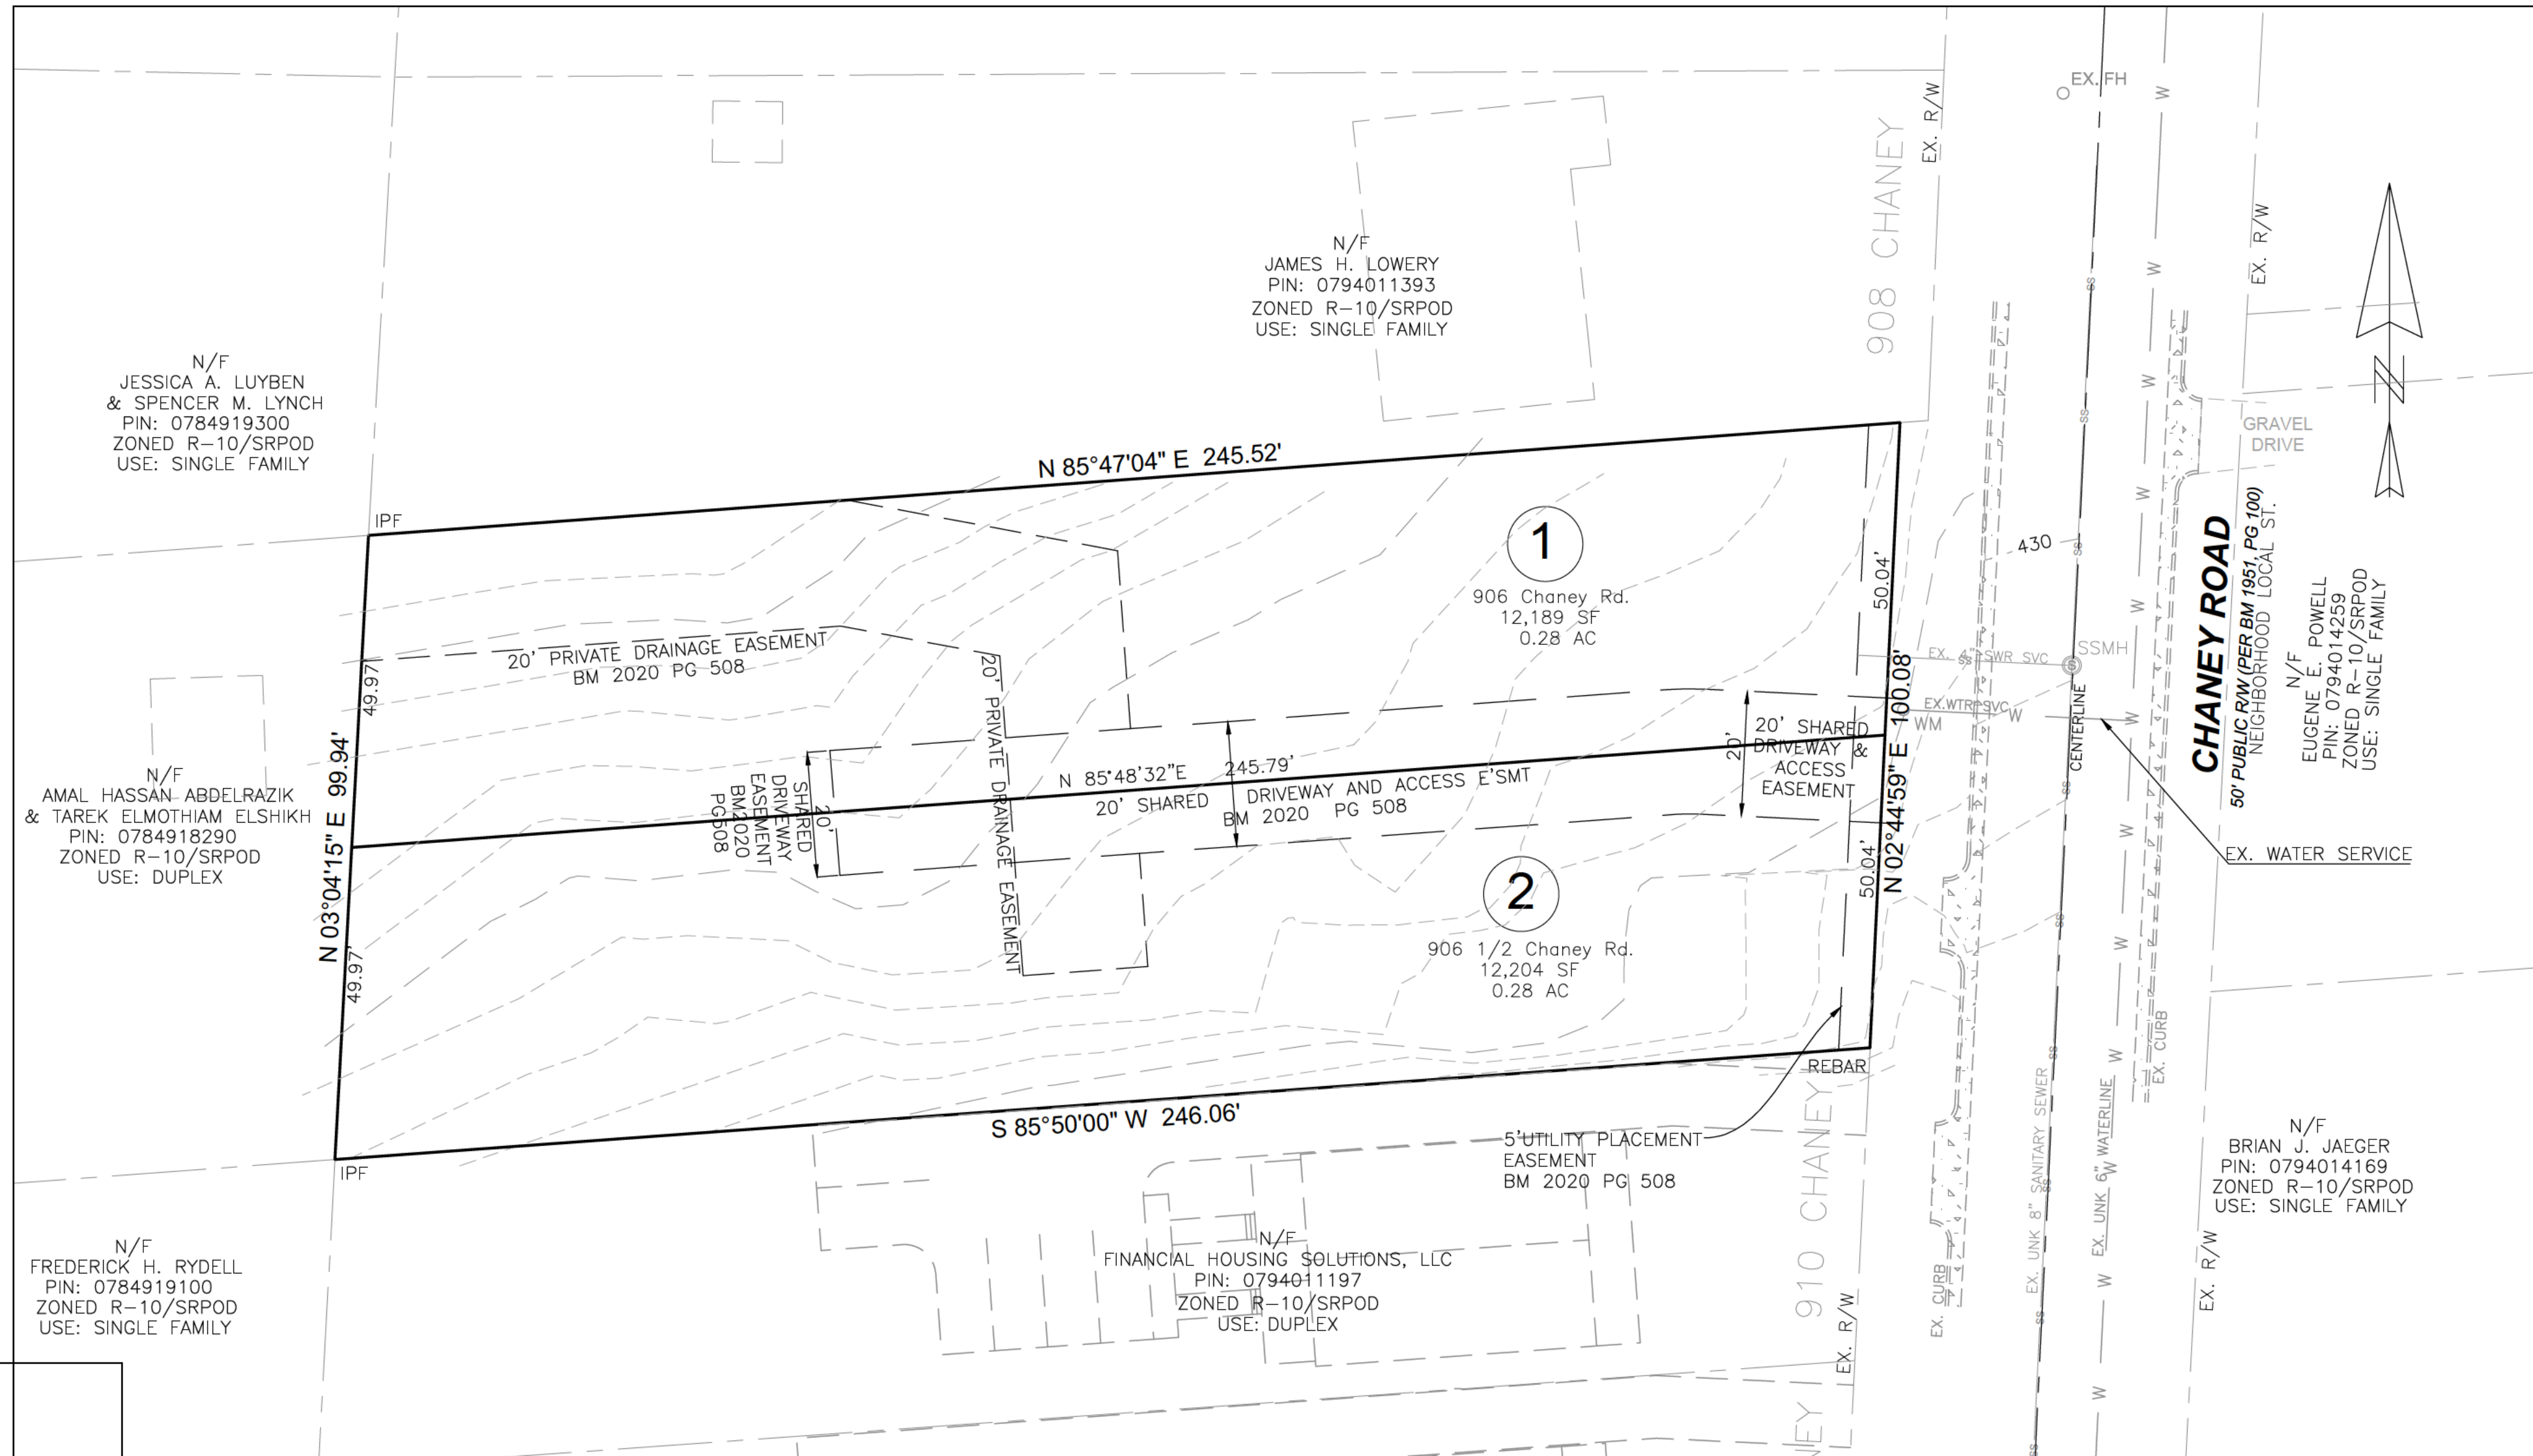 EX. FH
EX. R/W
908 CHANEY
EX. R/W
N/F
JAMES H. LOWERY
PIN: 0794011393
ZONED R-10/SRPOD
USE: SINGLE FAMILY
N/F
JESSICA A. LUYBEN
& SPENCER M. LYNCH
PIN: 0784919300
ZONED R-10/SRPOD
USE: SINGLE FAMILY
N
GRAVEL
DRIVE
N 85°47'04" E 245.52'
IPF
1
906 Chaney Rd.
12,189 SF
0.28 AC
50.04'
430
CHANEY ROAD
50' PUBLIC R/W (PER BM 1951, PG 100)
NEIGHBORHOOD LOCAL ST.
N/F
EUGENE E. POWELL
PIN: 0794014259
ZONED R-10/SRPOD
USE: SINGLE FAMILY
20' PRIVATE DRAINAGE EASEMENT
BM 2020 PG 508
49.97'
20' PRIVATE DRAINAGE EASEMENT
EX. 4" SWR SVC
SS
S
SSMH
EX.WTR SVC
W
WM
CENTERLINE
N 02°44'59" E 100.08'
20'
20' SHARED
DRIVEWAY &
ACCESS
EASEMENT
N 85°48'32"E 245.79'
20' SHARED DRIVEWAY AND ACCESS E'SMT
BM 2020 PG 508
20'
SHARED
DRIVEWAY
EASEMENT
BM2020
PG508
N/F
AMAL HASSAN ABDELRAZIK
& TAREK ELMOTHIAM ELSHIKH
PIN: 0784918290
ZONED R-10/SRPOD
USE: DUPLEX
N 03°04'15" E 99.94'
49.97'
2
906 1/2 Chaney Rd.
12,204 SF
0.28 AC
50.04'
EX. WATER SERVICE
REBAR
S 85°50'00" W 246.06'
IPF
5'UTILITY PLACEMENT
EASEMENT
BM 2020 PG 508
910 CHANEY
EX. R/W
EX. CURB
EX. UNK 8" SANITARY SEWER
EX. UNK 6" WATERLINE
EX. CURB
EX. R/W
N/F
BRIAN J. JAEGER
PIN: 0794014169
ZONED R-10/SRPOD
USE: SINGLE FAMILY
N/F
FREDERICK H. RYDELL
PIN: 0784919100
ZONED R-10/SRPOD
USE: SINGLE FAMILY
N/F
FINANCIAL HOUSING SOLUTIONS, LLC
PIN: 0794011197
ZONED R-10/SRPOD
USE: DUPLEX
NEY